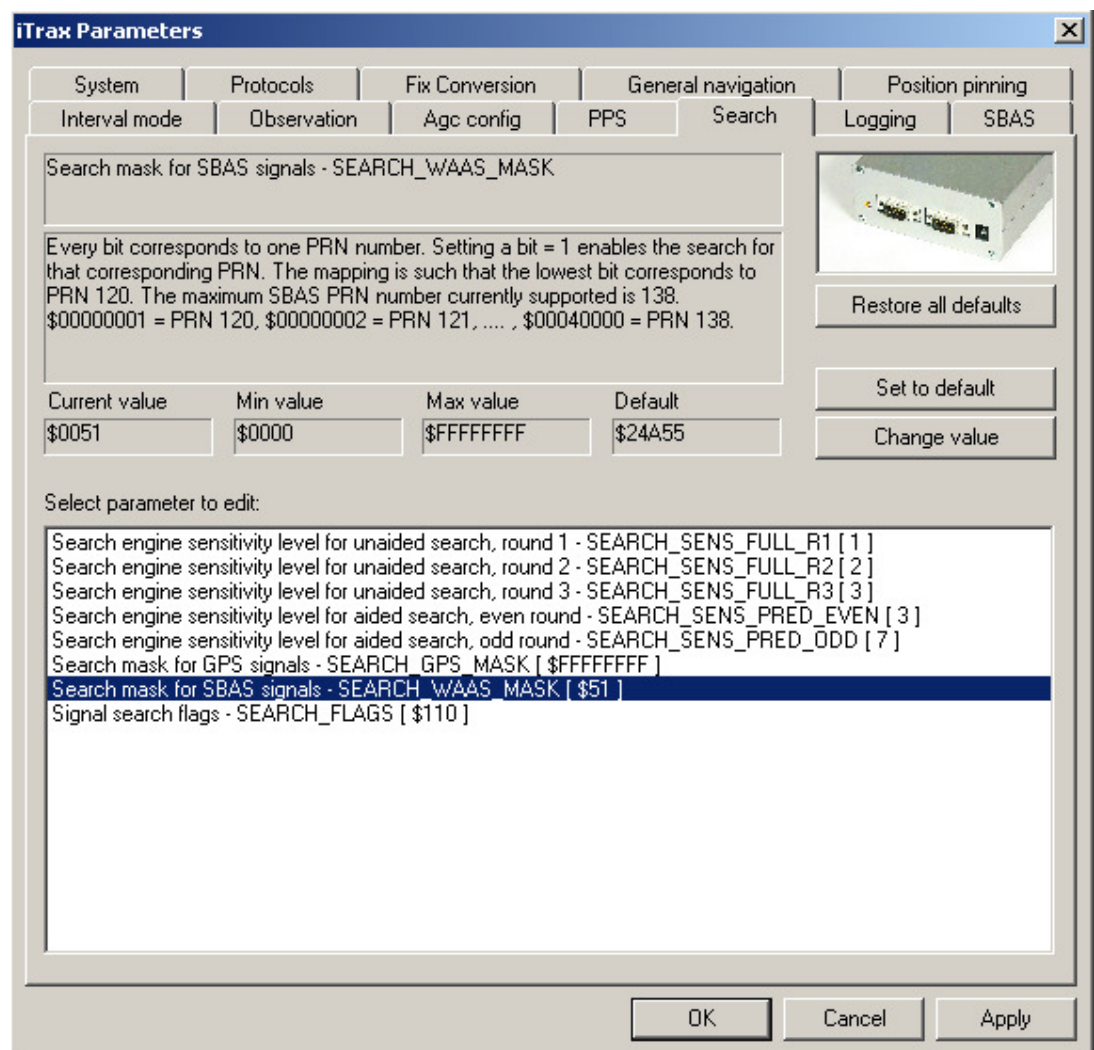 iTrax Parameters
System Protocols Fix Conversion General navigation Position pinning
Interval mode Observation Agc config PPS Search Logging SBAS
Search mask for SBAS signals - SEARCH_WAAS_MASK
Every bit corresponds to one PRN number. Setting a bit = 1 enables the search for
that corresponding PRN. The mapping is such that the lowest bit corresponds to
PRN 120. The maximum SBAS PRN number currently supported is 138.
$00000001 = PRN 120, $00000002 = PRN 121, .... , $00040000 = PRN 138.
Restore all defaults
Set to default
Current value Min value Max value Default
$0051 $0000 $FFFFFFFF $24A55
Change value
Select parameter to edit:
Search engine sensitivity level for unaided search, round 1 - SEARCH_SENS_FULL_R1 [ 1 ]
Search engine sensitivity level for unaided search, round 2 - SEARCH_SENS_FULL_R2 [ 2 ]
Search engine sensitivity level for unaided search, round 3 - SEARCH_SENS_FULL_R3 [ 3 ]
Search engine sensitivity level for aided search, even round - SEARCH_SENS_PRED_EVEN [ 3 ]
Search engine sensitivity level for aided search, odd round - SEARCH_SENS_PRED_ODD [ 7 ]
Search mask for GPS signals - SEARCH_GPS_MASK [ $FFFFFFFF ]
Search mask for SBAS signals - SEARCH_WAAS_MASK [ $51 ]
Signal search flags - SEARCH_FLAGS [ $110 ]
OK Cancel Apply